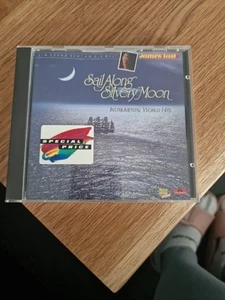 James Last
Sail Along
Silvery Moon
INSTRUMENTAL WORLD HITS
SPECIAL
PRICE